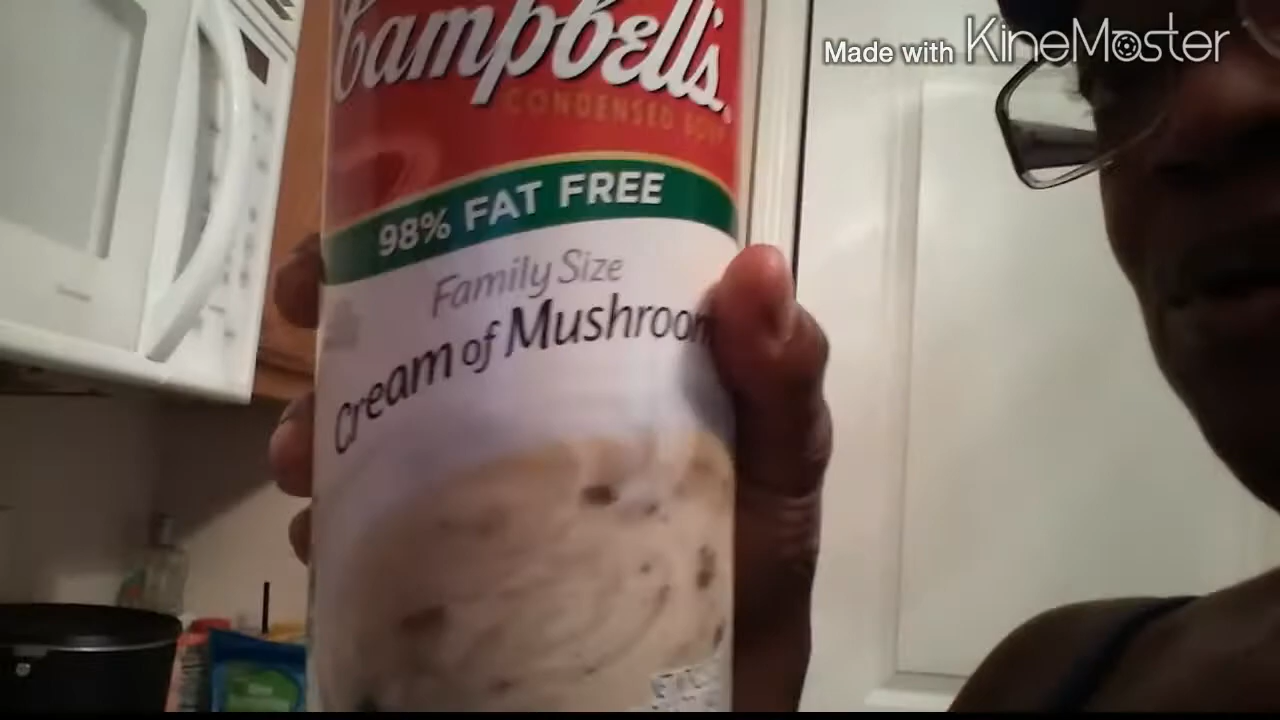 Made with KineMaster
Campbell's
CONDENSED SOUP
98% FAT FREE
Family Size
Cream of Mushroom